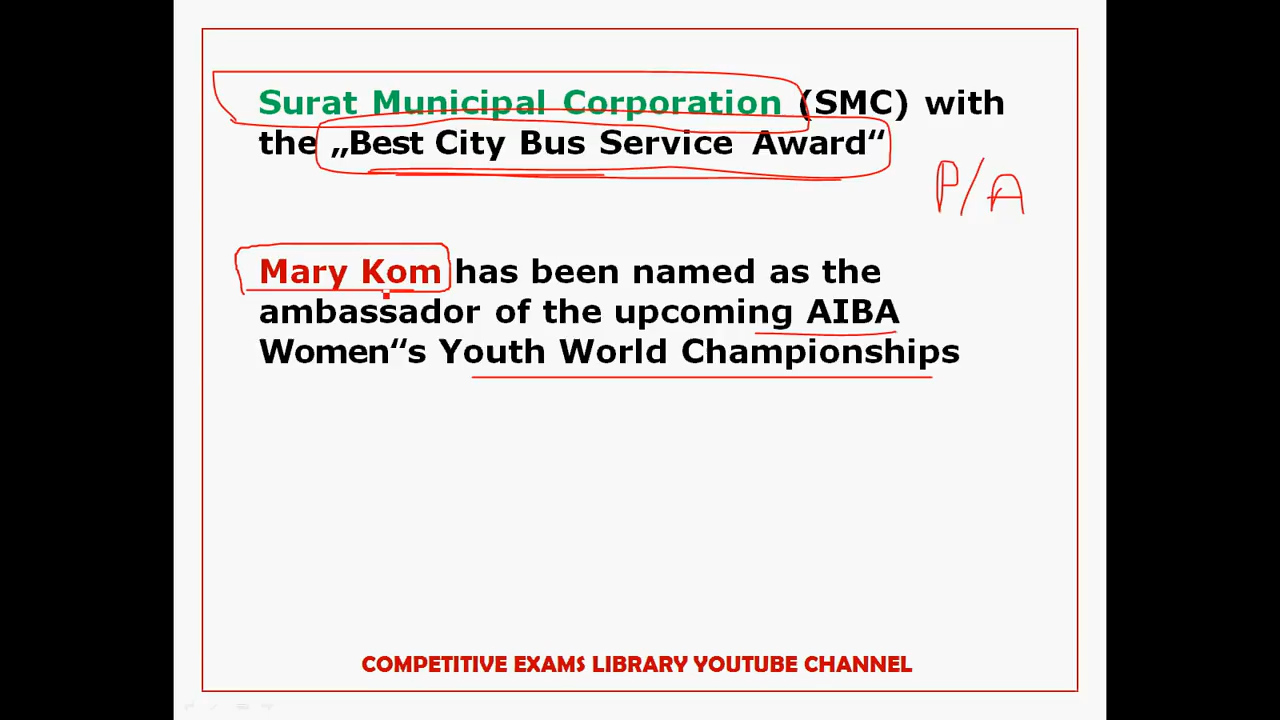 Surat Municipal Corporation (SMC) with
the „Best City Bus Service Award“
P/A
Mary Kom has been named as the
ambassador of the upcoming AIBA
Women“s Youth World Championships
COMPETITIVE EXAMS LIBRARY YOUTUBE CHANNEL